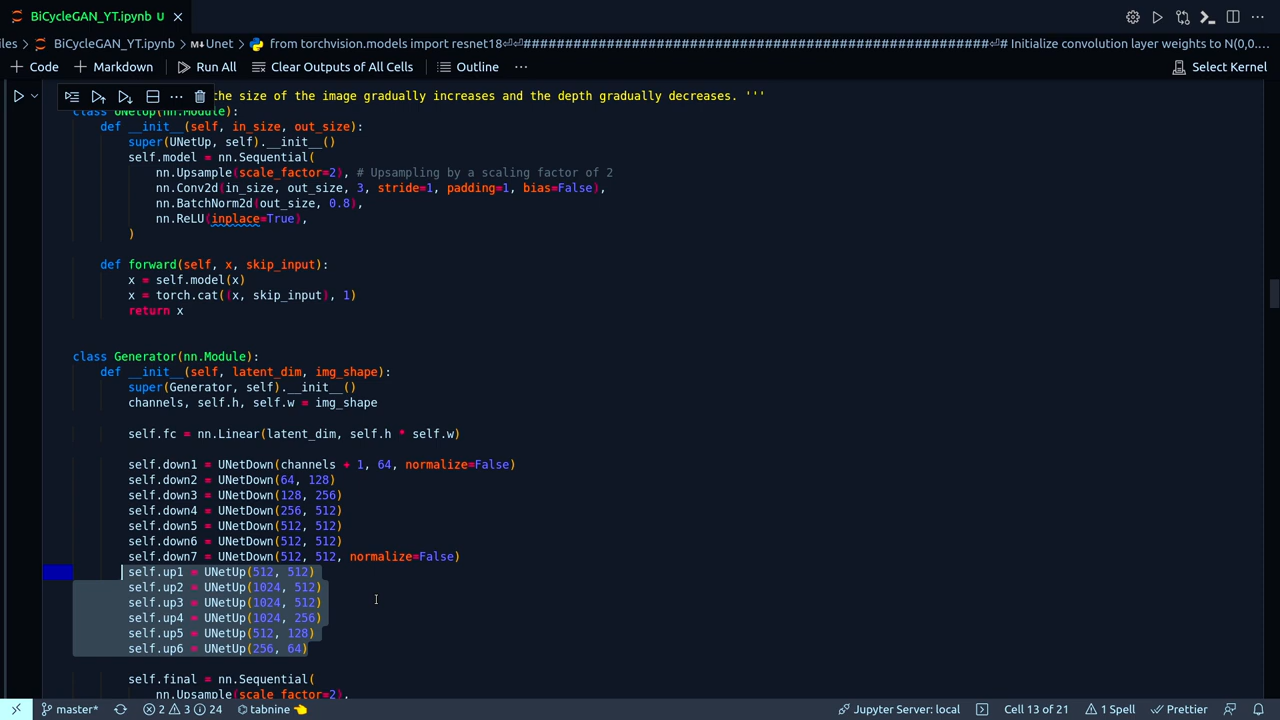 BiCycleGAN_YT.ipynb U
iles > BiCycleGAN_YT.ipynb > Unet > from torchvision.models import resnet18⏎⏎##########################################################⏎# Initialize convolution layer weights to N(0,0....
Code Markdown Run All Clear Outputs of All Cells Outline ... Select Kernel
the size of the image gradually increases and the depth gradually decreases. '''
class UNetUp(nn.Module):
def __init__(self, in_size, out_size):
super(UNetUp, self).__init__()
self.model = nn.Sequential(
nn.Upsample(scale_factor=2), # Upsampling by a scaling factor of 2
nn.Conv2d(in_size, out_size, 3, stride=1, padding=1, bias=False),
nn.BatchNorm2d(out_size, 0.8),
nn.ReLU(inplace=True),
)
def forward(self, x, skip_input):
x = self.model(x)
x = torch.cat((x, skip_input), 1)
return x
class Generator(nn.Module):
def __init__(self, latent_dim, img_shape):
super(Generator, self).__init__()
channels, self.h, self.w = img_shape
self.fc = nn.Linear(latent_dim, self.h * self.w)
self.down1 = UNetDown(channels + 1, 64, normalize=False)
self.down2 = UNetDown(64, 128)
self.down3 = UNetDown(128, 256)
self.down4 = UNetDown(256, 512)
self.down5 = UNetDown(512, 512)
self.down6 = UNetDown(512, 512)
self.down7 = UNetDown(512, 512, normalize=False)
self.up1 = UNetUp(512, 512)
self.up2 = UNetUp(1024, 512)
self.up3 = UNetUp(1024, 512)
self.up4 = UNetUp(1024, 256)
self.up5 = UNetUp(512, 128)
self.up6 = UNetUp(256, 64)
self.final = nn.Sequential(
nn.Upsample(scale_factor=2),
master* 2 3 24 tabnine Jupyter Server: local Cell 13 of 21 1 Spell Prettier